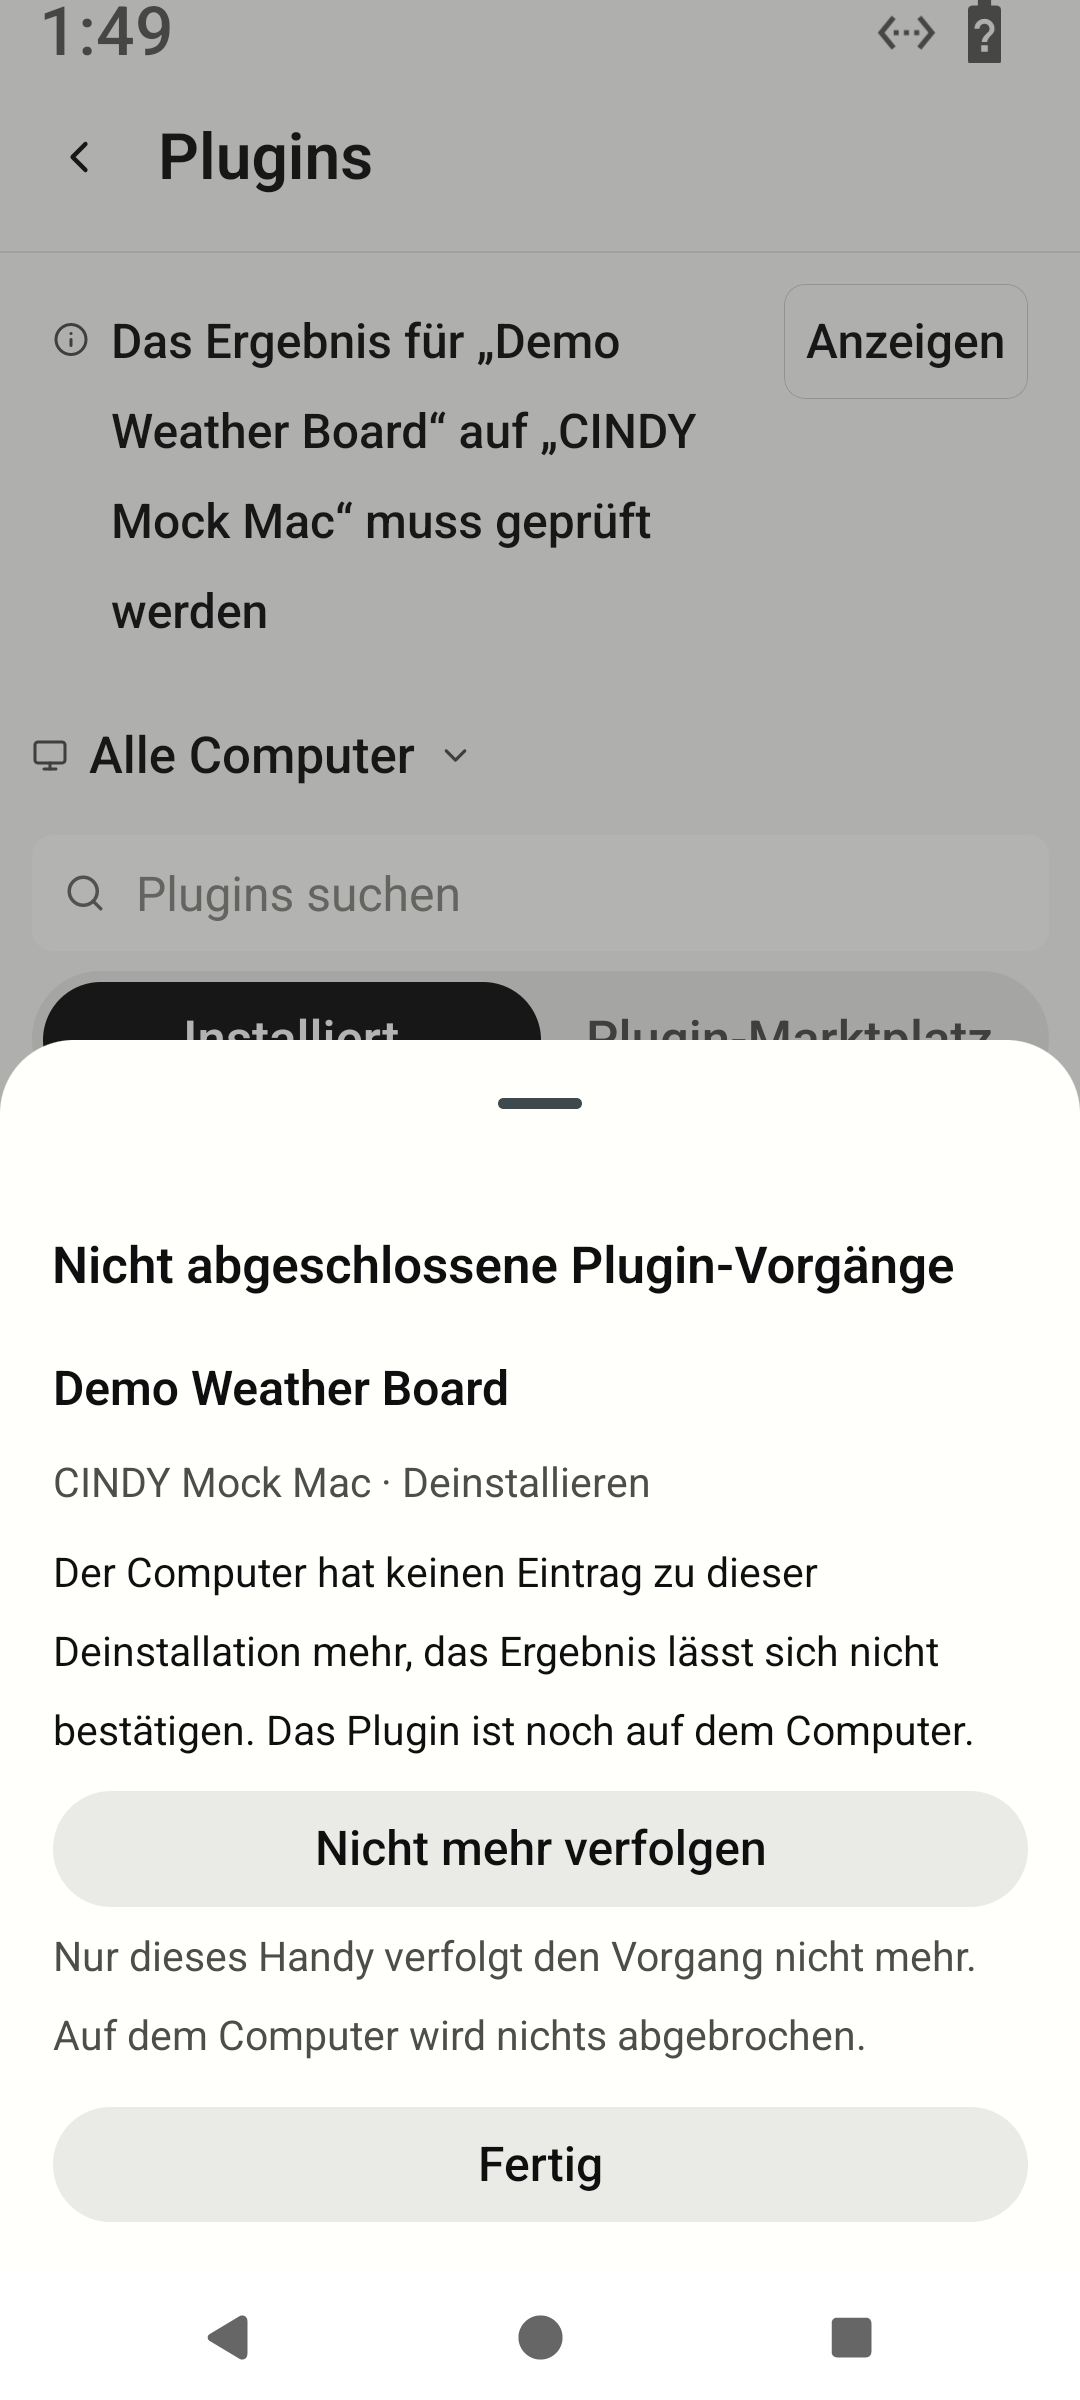 1:49
Plugins
Das Ergebnis für „Demo
Weather Board“ auf „CINDY
Mock Mac“ muss geprüft
werden
Anzeigen
Alle Computer
Plugins suchen
Installiert
Plugin-Marktplatz
Nicht abgeschlossene Plugin-Vorgänge
Demo Weather Board
CINDY Mock Mac · Deinstallieren
Der Computer hat keinen Eintrag zu dieser
Deinstallation mehr, das Ergebnis lässt sich nicht
bestätigen. Das Plugin ist noch auf dem Computer.
Nicht mehr verfolgen
Nur dieses Handy verfolgt den Vorgang nicht mehr.
Auf dem Computer wird nichts abgebrochen.
Fertig